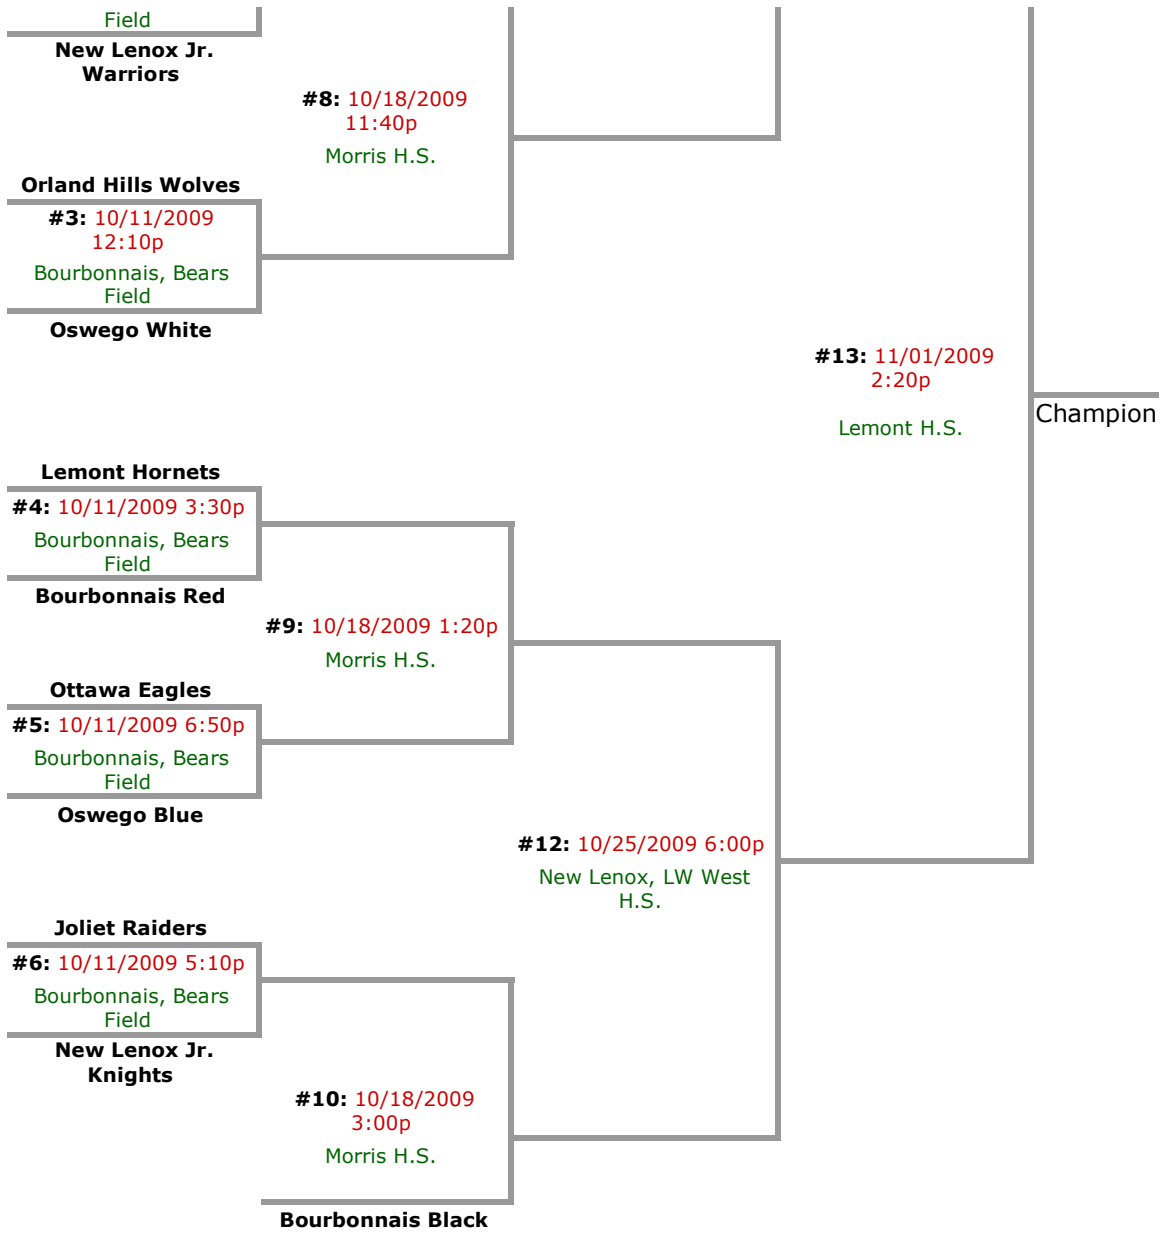 Field
New Lenox Jr.
Warriors
#8: 10/18/2009
11:40p
Morris H.S.
Orland Hills Wolves
#3: 10/11/2009
12:10p
Bourbonnais, Bears
Field
Oswego White
#13: 11/01/2009
2:20p
Lemont H.S.
Champion
Lemont Hornets
#4: 10/11/2009 3:30p
Bourbonnais, Bears
Field
Bourbonnais Red
#9: 10/18/2009 1:20p
Morris H.S.
Ottawa Eagles
#5: 10/11/2009 6:50p
Bourbonnais, Bears
Field
Oswego Blue
#12: 10/25/2009 6:00p
New Lenox, LW West
H.S.
Joliet Raiders
#6: 10/11/2009 5:10p
Bourbonnais, Bears
Field
New Lenox Jr.
Knights
#10: 10/18/2009
3:00p
Morris H.S.
Bourbonnais Black